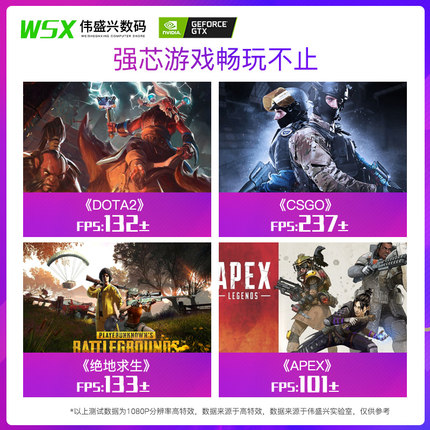 WSX 伟盛兴数码
WEISHENGXING COMPUTER STORE
NVIDIA
GEFORCE
GTX
强芯游戏畅玩不止
《DOTA2》
FPS:132±
《CSGO》
FPS:237±
PLAYERUNKNOWN'S
BATTLEGROUNDS
《绝地求生》
FPS:133±
APEX
LEGENDS
《APEX》
FPS:101±
*以上测试数据为1080P分辨率高特效，数据来源于高特效，数据来源于伟盛兴实验室，仅供参考